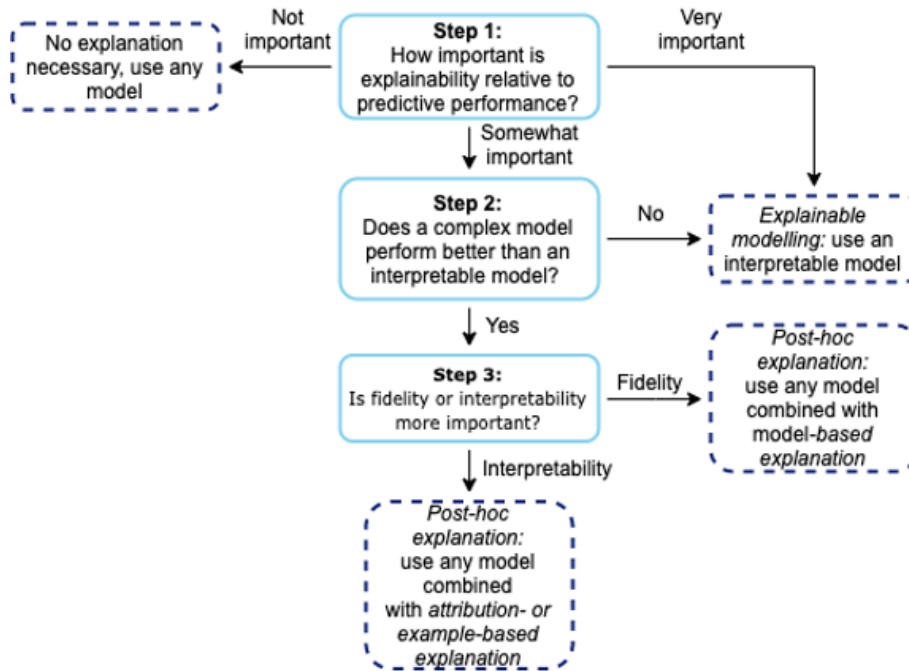 Not
important
Very
important
No explanation
necessary, use any
model
Step 1:
How important is
explainability relative to
predictive performance?
Somewhat
important
Step 2:
Does a complex model
perform better than an
interpretable model?
No
Explainable
modelling: use an
interpretable model
Yes
Step 3:
Is fidelity or interpretability
more important?
Fidelity
Post-hoc
explanation:
use any model
combined with
model-based
explanation
Interpretability
Post-hoc
explanation:
use any model
combined
with attribution- or
example-based
explanation